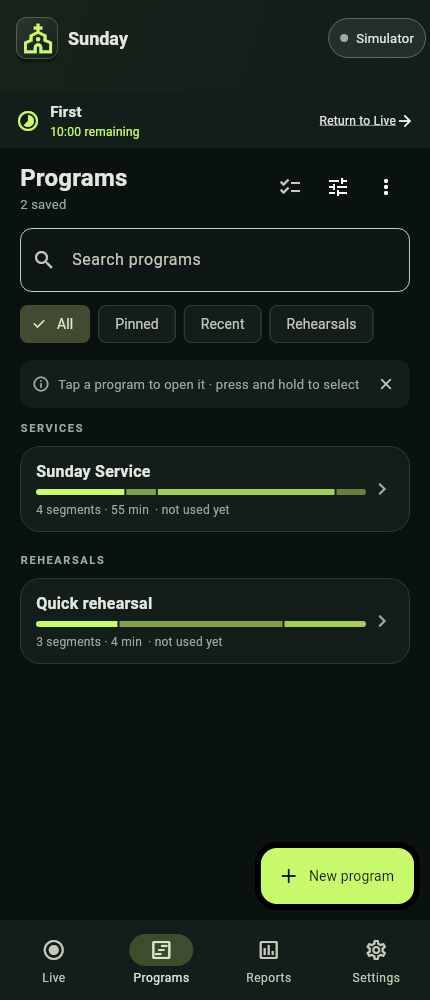 Sunday
Simulator
First
10:00 remaining
Return to Live
Programs
2 saved
Search programs
All
Pinned
Recent
Rehearsals
Tap a program to open it · press and hold to select
SERVICES
Sunday Service
4 segments · 55 min · not used yet
REHEARSALS
Quick rehearsal
3 segments · 4 min · not used yet
New program
Live
Programs
Reports
Settings